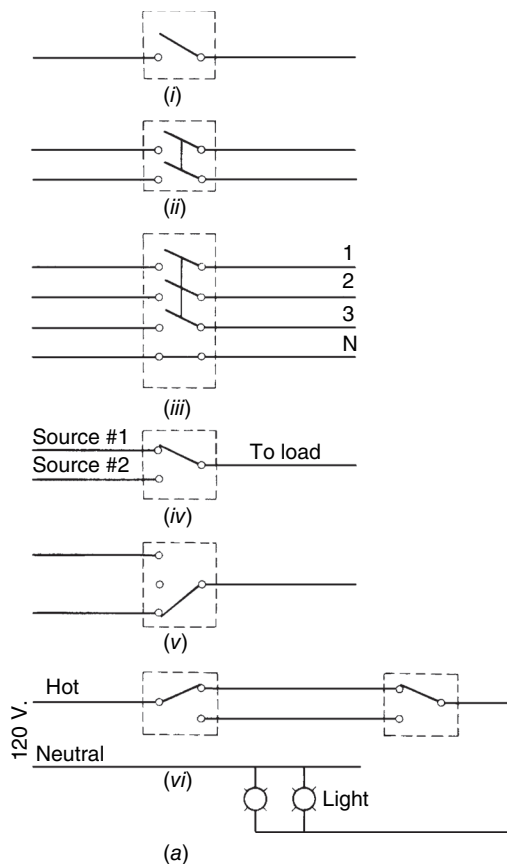 (i)
(ii)
1
2
3
N
(iii)
Source #1
Source #2
To load
(iv)
(v)
120 V.
Hot
Neutral
(vi)
Light
(a)